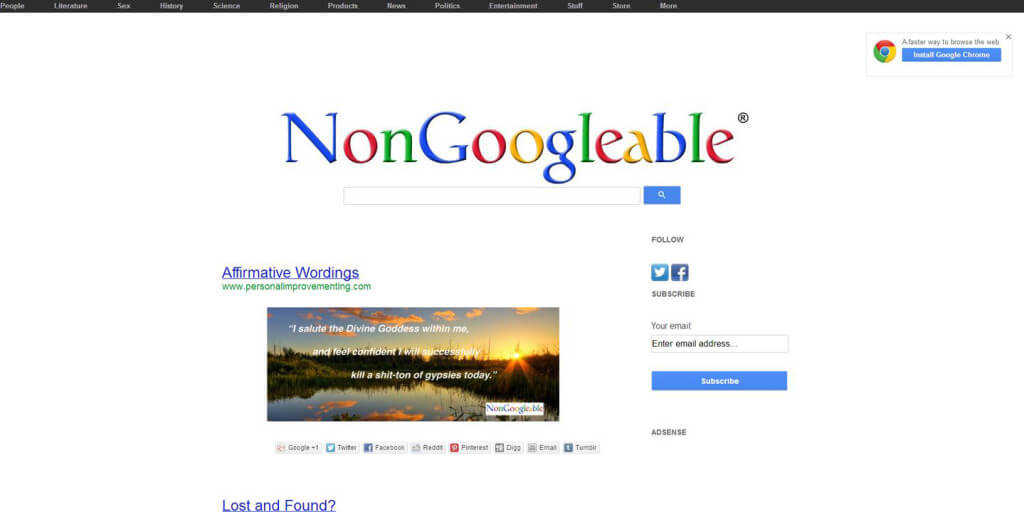 People Literature Sex History Science Religion Products News Politics Entertainment Stuff Store More
A faster way to browse the web
Install Google Chrome
NonGoogleable®
FOLLOW
Affirmative Wordings
www.personalimprovementing.com
SUBSCRIBE
"I salute the Divine Goddess within me,
and feel confident I will successfully
kill a shit-ton of gypsies today."
NonGoogleable
Your email:
Enter email address...
Subscribe
ADSENSE
Google +1 Twitter Facebook Reddit Pinterest Digg Email Tumblr
Lost and Found?